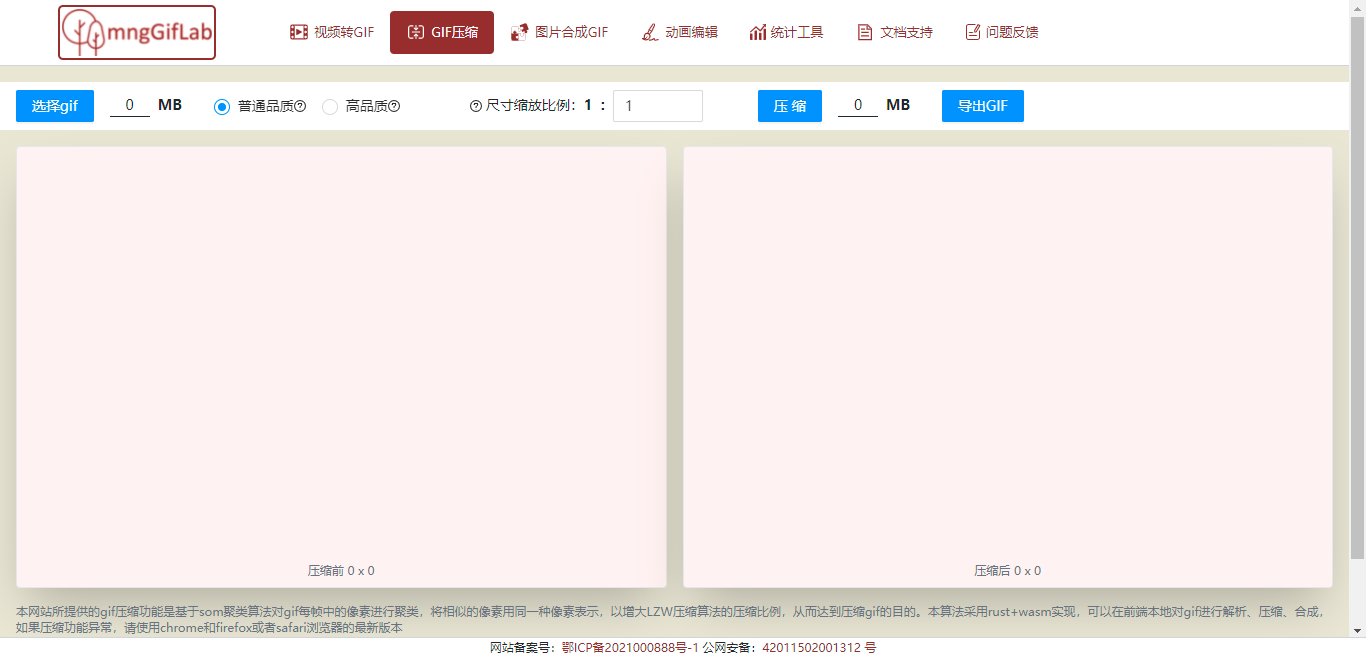 mngGifLab 视频转GIF GIF压缩 图片合成GIF 动画编辑 统计工具 文档支持 问题反馈
选择gif 0 MB 普通品质 高品质 尺寸缩放比例: 1 : 1 压 缩 0 MB 导出GIF
压缩前 0 x 0 压缩后 0 x 0
本网站所提供的gif压缩功能是基于som聚类算法对gif每帧中的像素进行聚类，将相似的像素用同一种像素表示，以增大LZW压缩算法的压缩比例，从而达到压缩gif的目的。本算法采用rust+wasm实现，可以在前端本地对gif进行解析、压缩、合成，
如果压缩功能异常，请使用chrome和firefox或者safari浏览器的最新版本
网站备案号：鄂ICP备2021000888号-1 公网安备：42011502001312 号